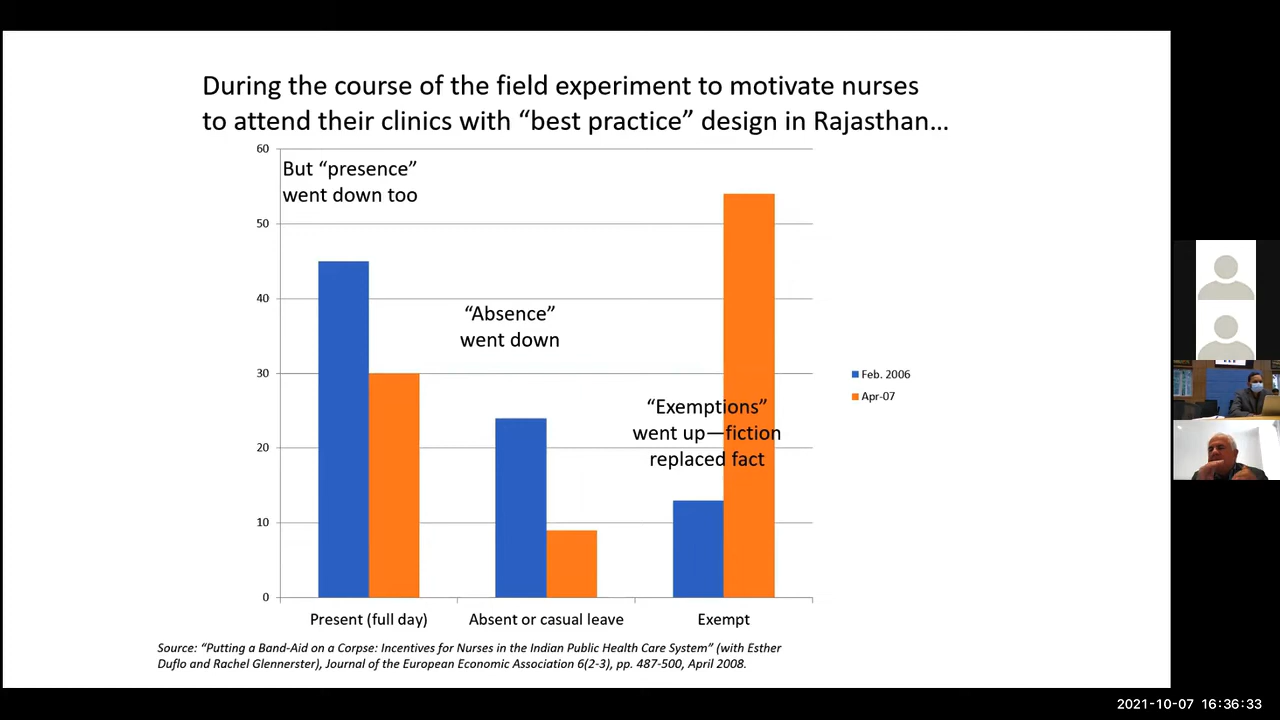 During the course of the field experiment to motivate nurses
to attend their clinics with “best practice” design in Rajasthan…
60
But “presence”
went down too
50
40
“Absence”
went down
30
Feb. 2006
Apr-07
“Exemptions”
went up—fiction
replaced fact
20
10
0
Present (full day)
Absent or casual leave
Exempt
Source: “Putting a Band-Aid on a Corpse: Incentives for Nurses in the Indian Public Health Care System” (with Esther
Duflo and Rachel Glennerster), Journal of the European Economic Association 6(2-3), pp. 487-500, April 2008.
2021-10-07 16:36:33